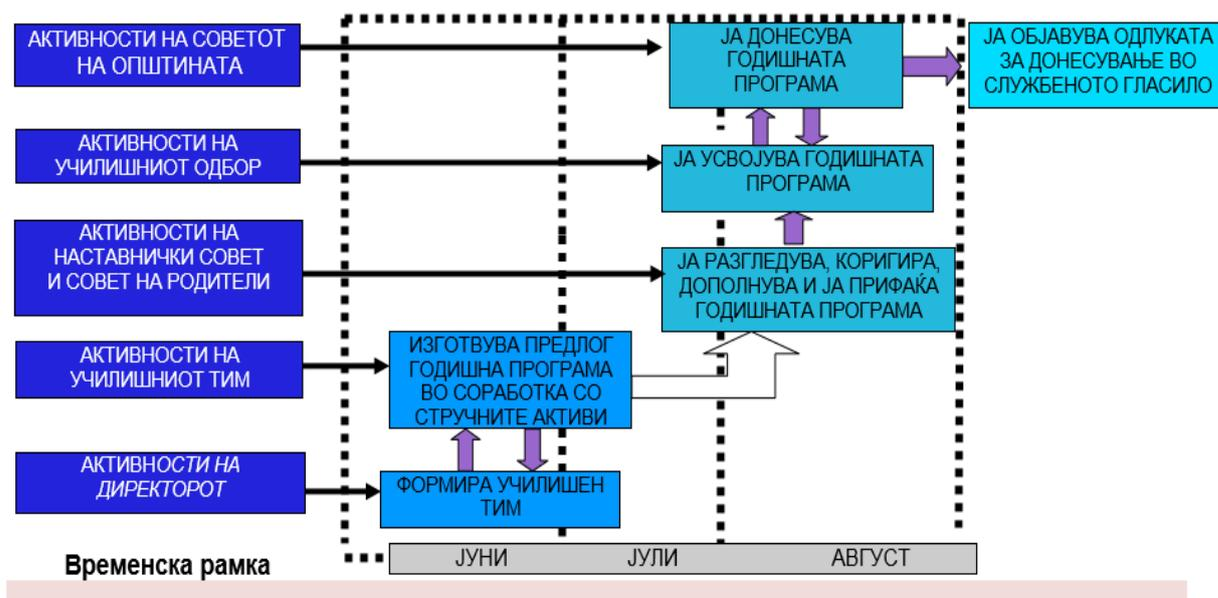 АКТИВНОСТИ НА СОВЕТОТ
НА ОПШТИНАТА
ЈА ДОНЕСУВА
ГОДИШНАТА
ПРОГРАМА
ЈА ОБЈАВУВА ОДЛУКАТА
ЗА ДОНЕСУВАЊЕ ВО
СЛУЖБЕНОТО ГЛАСИЛО
АКТИВНОСТИ НА
УЧИЛИШНИОТ ОДБОР
ЈА УСВОЈУВА ГОДИШНАТА
ПРОГРАМА
АКТИВНОСТИ НА
НАСТАВНИЧКИ СОВЕТ
И СОВЕТ НА РОДИТЕЛИ
ЈА РАЗГЛЕДУВА, КОРИГИРА,
ДОПОЛНУВА И ЈА ПРИФАЌА
ГОДИШНАТА ПРОГРАМА
АКТИВНОСТИ НА
УЧИЛИШНИОТ ТИМ
ИЗГОТВУВА ПРЕДЛОГ
ГОДИШНА ПРОГРАМА
ВО СОРАБОТКА СО
СТРУЧНИТЕ АКТИВИ
АКТИВНОСТИ НА
ДИРЕКТОРОТ
ФОРМИРА УЧИЛИШЕН
ТИМ
Временска рамка
ЈУНИ ЈУЛИ АВГУСТ